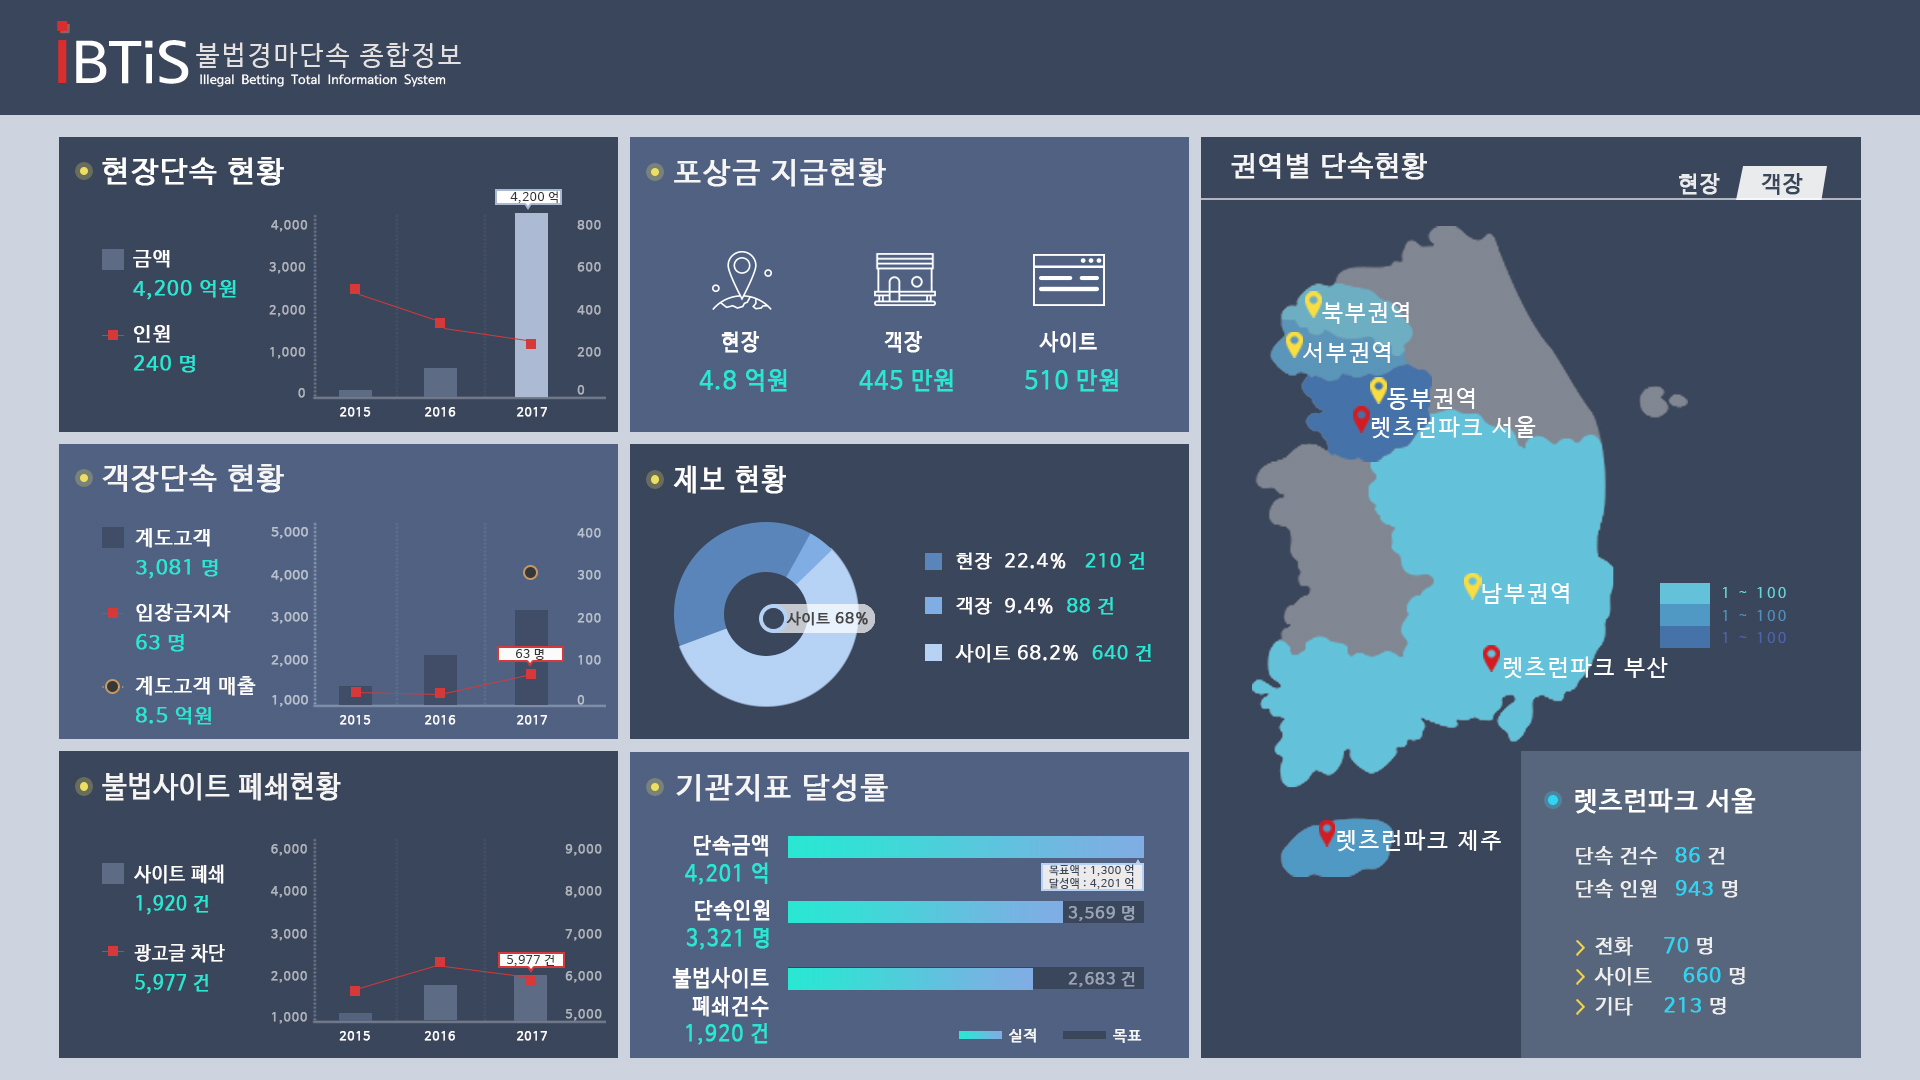 iBTiS 불법경마단속 종합정보
Illegal Betting Total Information System
현장단속 현황
금액
4,200 억원
인원
240 명
4,000
3,000
2,000
1,000
0
4,200 억
800
600
400
200
0
2015 2016 2017
포상금 지급현황
현장 객장 사이트
4.8 억원 445 만원 510 만원
권역별 단속현황
현장 객장
북부권역
서부권역
동부권역
렛츠런파크 서울
남부권역
렛츠런파크 부산
렛츠런파크 제주
1 ~ 100
1 ~ 100
1 ~ 100
객장단속 현황
계도고객
3,081 명
입장금지자
63 명
계도고객 매출
8.5 억원
5,000
4,000
3,000
2,000
1,000
63 명
400
300
200
100
0
2015 2016 2017
제보 현황
사이트 68%
현장 22.4% 210 건
객장 9.4% 88 건
사이트 68.2% 640 건
불법사이트 폐쇄현황
사이트 폐쇄
1,920 건
광고글 차단
5,977 건
6,000
4,000
3,000
2,000
1,000
5,977 건
9,000
8,000
7,000
6,000
5,000
2015 2016 2017
기관지표 달성률
단속금액
4,201 억
목표액 : 1,300 억
달성액 : 4,201 억
단속인원
3,321 명
3,569 명
불법사이트
폐쇄건수
1,920 건
2,683 건
실적 목표
렛츠런파크 서울
단속 건수 86 건
단속 인원 943 명
전화 70 명
사이트 660 명
기타 213 명